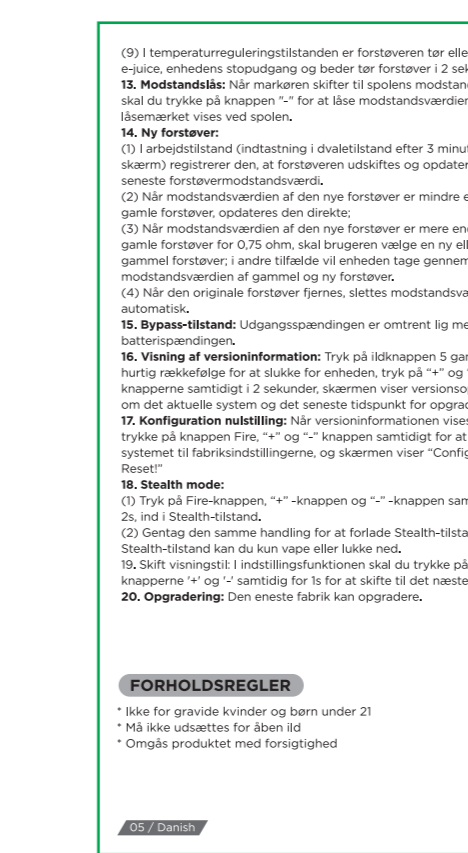 (9) I temperaturreguleringstilstanden er forstøveren tør elle
e-juice, enhedens stopudgang og beder tør forstøver i 2 sek
13. Modstandslås: Når markøren skifter til spolens modstand
skal du trykke på knappen "-" for at låse modstandsværdien
låsemærket vises ved spolen.
14. Ny forstøver:
(1) I arbejdstilstand (indtastning i dvaletilstand efter 3 minut
skærm) registrerer den, at forstøveren udskiftes og opdater
seneste forstøvermodstandsværdi.
(2) Når modstandsværdien af den nye forstøver er mindre e
gamle forstøver, opdateres den direkte;
(3) Når modstandsværdien af den nye forstøver er mere end
gamle forstøver for 0,75 ohm, skal brugeren vælge en ny ell
gammel forstøver; i andre tilfælde vil enheden tage gennem
modstandsværdien af gammel og ny forstøver.
(4) Når den originale forstøver fjernes, slettes modstandsvæ
automatisk.
15. Bypass-tilstand: Udgangsspændingen er omtrent lig me
batterispændingen.
16. Visning af versioninformation: Tryk på ildknappen 5 gan
hurtig rækkefølge for at slukke for enheden, tryk på “+” og “
knapperne samtidigt i 2 sekunder, skærmen viser versionsop
om det aktuelle system og det seneste tidspunkt for opgrad
17. Konfiguration nulstilling: Når versioninformationen vises
trykke på knappen Fire, “+” og “-” knappen samtidigt for at
systemet til fabriksindstillingerne, og skærmen viser “Config
Reset!”
18. Stealth mode:
(1) Tryk på Fire-knappen, “+” -knappen og “-” -knappen sam
2s, ind i Stealth-tilstand.
(2) Gentag den samme handling for at forlade Stealth-tilsta
Stealth-tilstand kan du kun vape eller lukke ned.
19. Skift visningstil: I indstillingsfunktionen skal du trykke på
knapperne '+' og '-' samtidig for 1s for at skifte til det næste
20. Opgradering: Den eneste fabrik kan opgradere.
FORHOLDSREGLER
* Ikke for gravide kvinder og børn under 21
* Må ikke udsættes for åben ild
* Omgås produktet med forsigtighed
05 / Danish